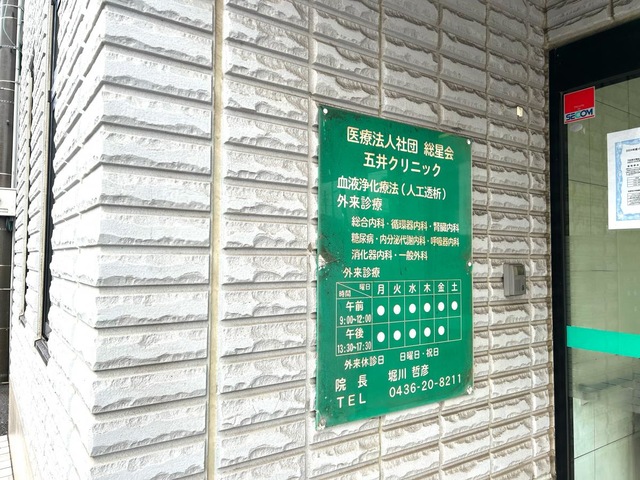 医療法人社団 総星会
五井クリニック
血液浄化療法(人工透析)
外来診療
総合内科・循環器内科・腎臓内科
糖尿病・内分泌代謝内科・呼吸器内科
消化器内科・一般外科
外来診療
曜日 時間 月 火 水 木 金 土
午前 9:00~12:00 ● ● ● ● ● ●
午後 13:30~17:30 ● ● ● ● ●
外来休診日 日曜日・祝日
院長 堀川 哲彦
TEL 0436-20-8211
SECOM